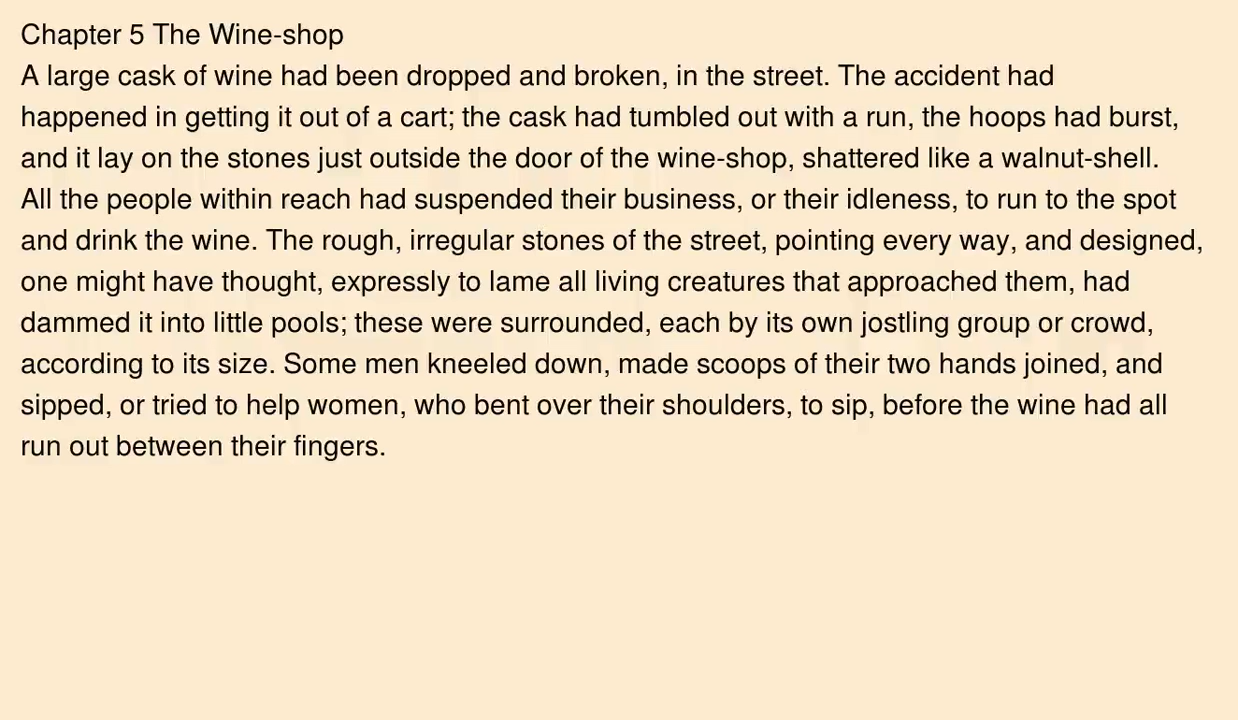 Chapter 5 The Wine-shop
A large cask of wine had been dropped and broken, in the street. The accident had
happened in getting it out of a cart; the cask had tumbled out with a run, the hoops had burst,
and it lay on the stones just outside the door of the wine-shop, shattered like a walnut-shell.
All the people within reach had suspended their business, or their idleness, to run to the spot
and drink the wine. The rough, irregular stones of the street, pointing every way, and designed,
one might have thought, expressly to lame all living creatures that approached them, had
dammed it into little pools; these were surrounded, each by its own jostling group or crowd,
according to its size. Some men kneeled down, made scoops of their two hands joined, and
sipped, or tried to help women, who bent over their shoulders, to sip, before the wine had all
run out between their fingers.